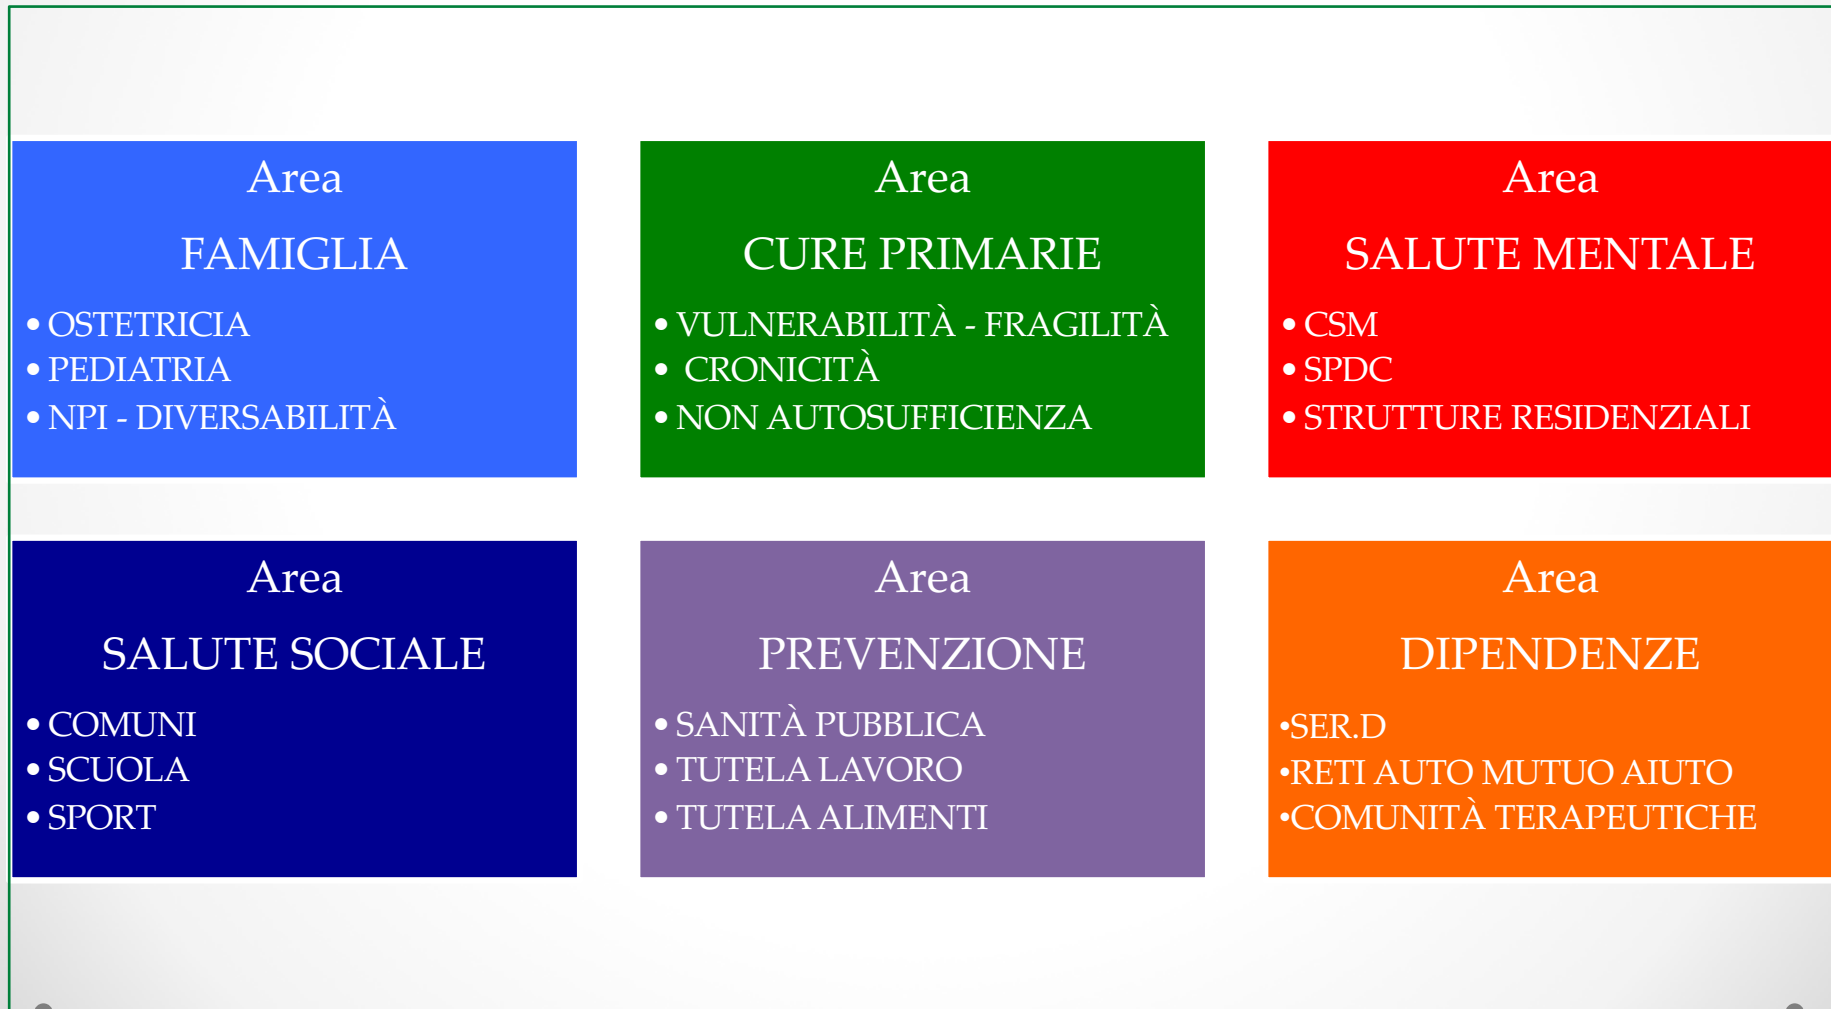 Area
FAMIGLIA
• OSTETRICIA
• PEDIATRIA
• NPI - DIVERSABILITÀ
Area
CURE PRIMARIE
• VULNERABILITÀ - FRAGILITÀ
• CRONICITÀ
• NON AUTOSUFFICIENZA
Area
SALUTE MENTALE
• CSM
• SPDC
• STRUTTURE RESIDENZIALI
Area
SALUTE SOCIALE
• COMUNI
• SCUOLA
• SPORT
Area
PREVENZIONE
• SANITÀ PUBBLICA
• TUTELA LAVORO
• TUTELA ALIMENTI
Area
DIPENDENZE
•SER.D
•RETI AUTO MUTUO AIUTO
•COMUNITÀ TERAPEUTICHE